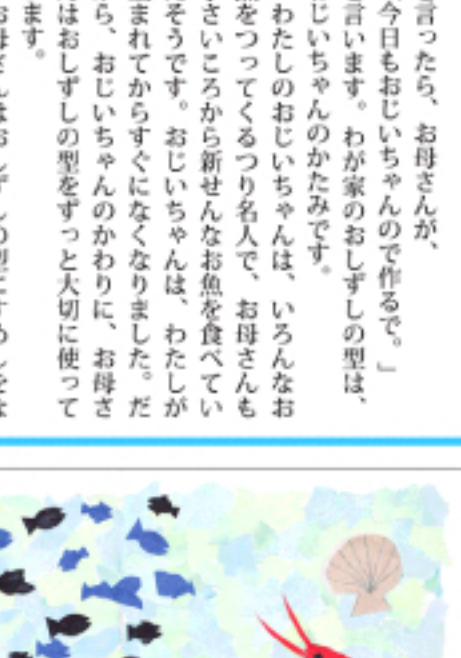 言ったら、お母さんが、
今日もおじいちゃんので作るで。」
言います。わが家のおしずしの型は、
じいちゃんのかたみです。
わたしのおじいちゃんは、いろんなお
をつってくるつり名人で、お母さんも
さいころから新せんなお魚を食べてい
そうです。おじいちゃんは、わたしが
まれてからすぐになくなりました。だ
ら、おじいちゃんのかわりに、お母さ
はおしずしの型をずっと大切に使って
ます。